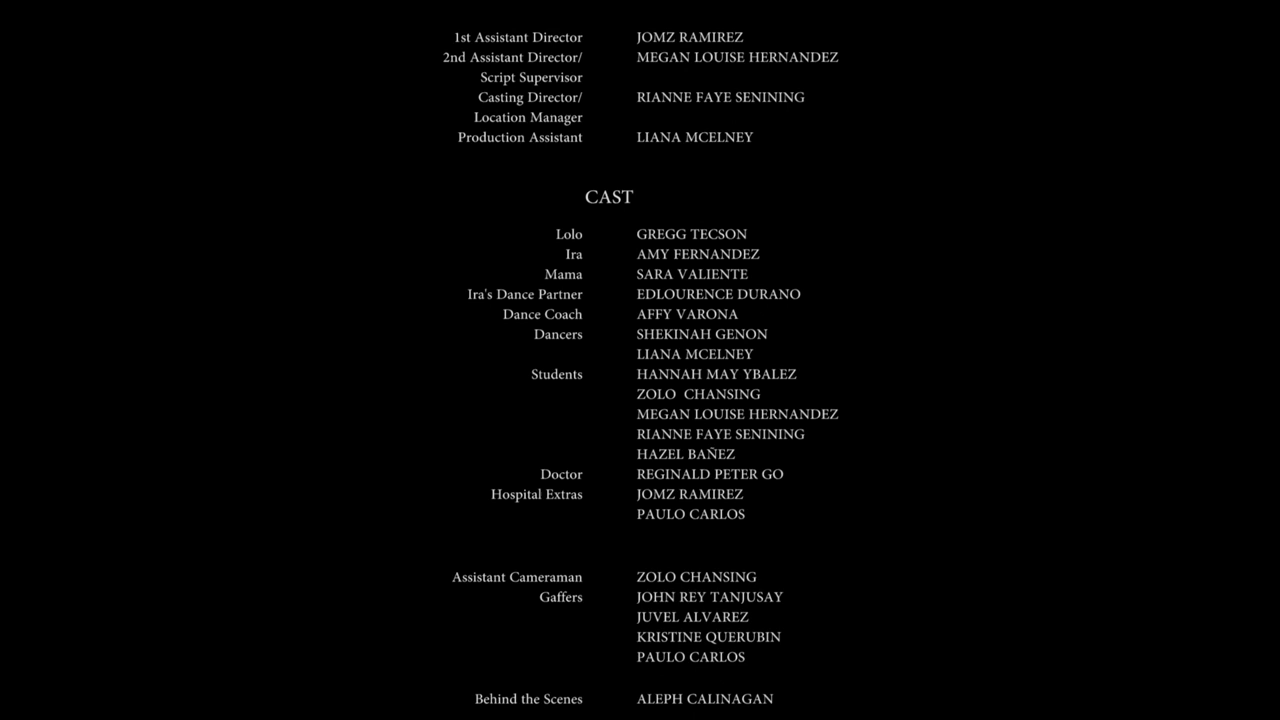 1st Assistant Director JOMZ RAMIREZ
2nd Assistant Director/ MEGAN LOUISE HERNANDEZ
Script Supervisor
Casting Director/ RIANNE FAYE SENINING
Location Manager
Production Assistant LIANA MCELNEY
CAST
Lolo GREGG TECSON
Ira AMY FERNANDEZ
Mama SARA VALIENTE
Ira's Dance Partner EDLOURENCE DURANO
Dance Coach AFFY VARONA
Dancers SHEKINAH GENON
LIANA MCELNEY
Students HANNAH MAY YBALEZ
ZOLO CHANSING
MEGAN LOUISE HERNANDEZ
RIANNE FAYE SENINING
HAZEL BAÑEZ
Doctor REGINALD PETER GO
Hospital Extras JOMZ RAMIREZ
PAULO CARLOS
Assistant Cameraman ZOLO CHANSING
Gaffers JOHN REY TANJUSAY
JUVEL ALVAREZ
KRISTINE QUERUBIN
PAULO CARLOS
Behind the Scenes ALEPH CALINAGAN